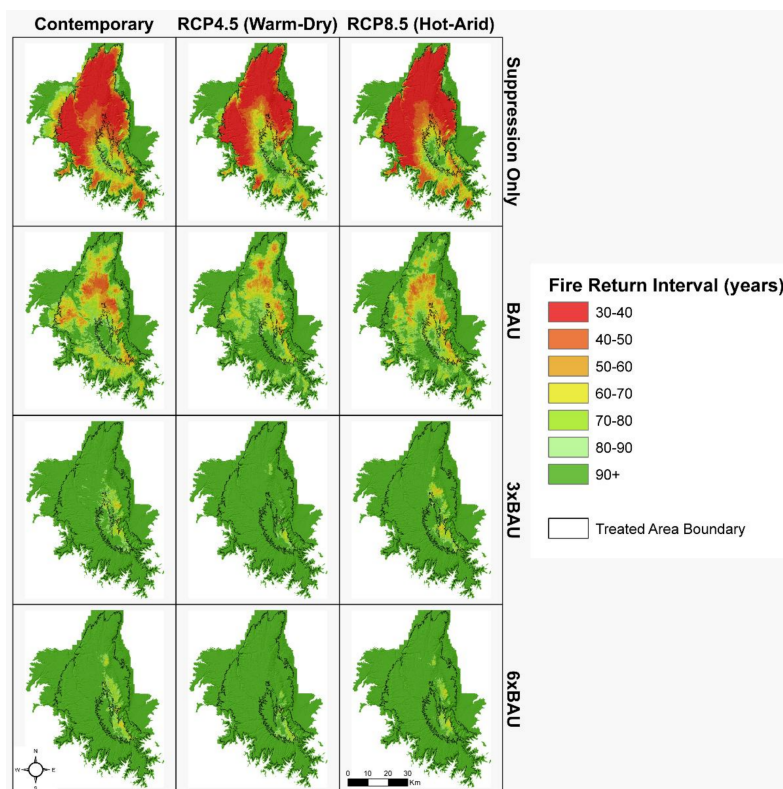 Contemporary RCP4.5 (Warm-Dry) RCP8.5 (Hot-Arid)
Suppression Only
BAU
3xBAU
6xBAU
Fire Return Interval (years)
30-40
40-50
50-60
60-70
70-80
80-90
90+
Treated Area Boundary
N
W E
S
0 10 20 30
Km